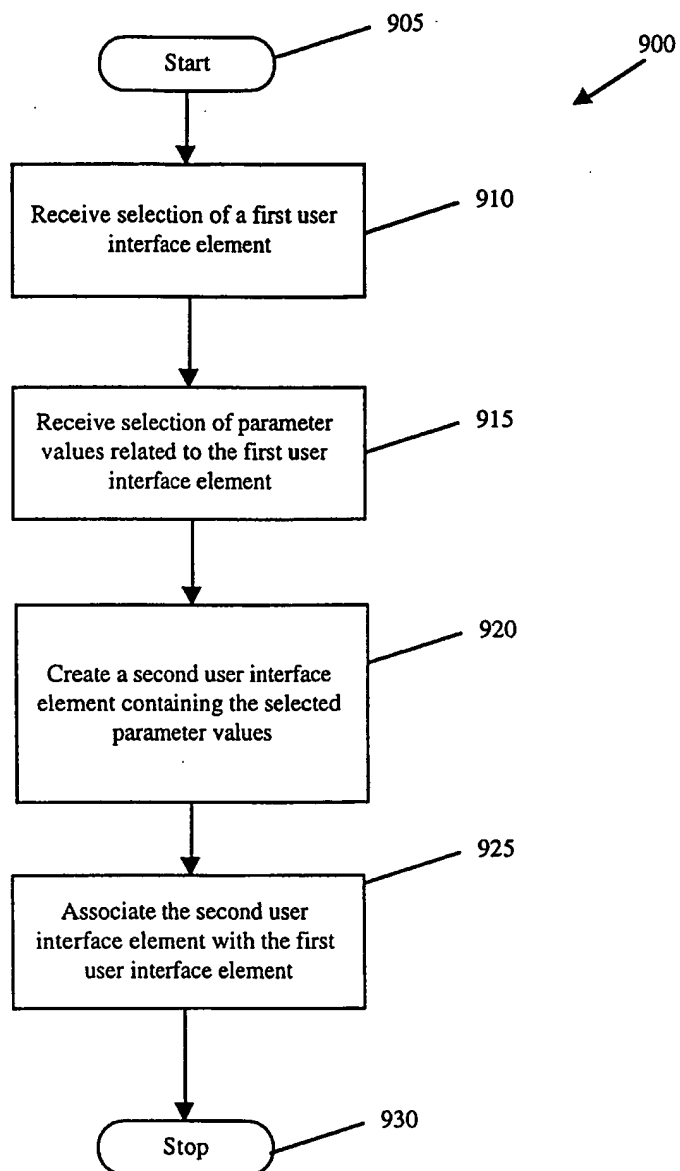 905
Start
900
910
Receive selection of a first user
interface element
915
Receive selection of parameter
values related to the first user
interface element
920
Create a second user interface
element containing the selected
parameter values
925
Associate the second user
interface element with the first
user interface element
930
Stop